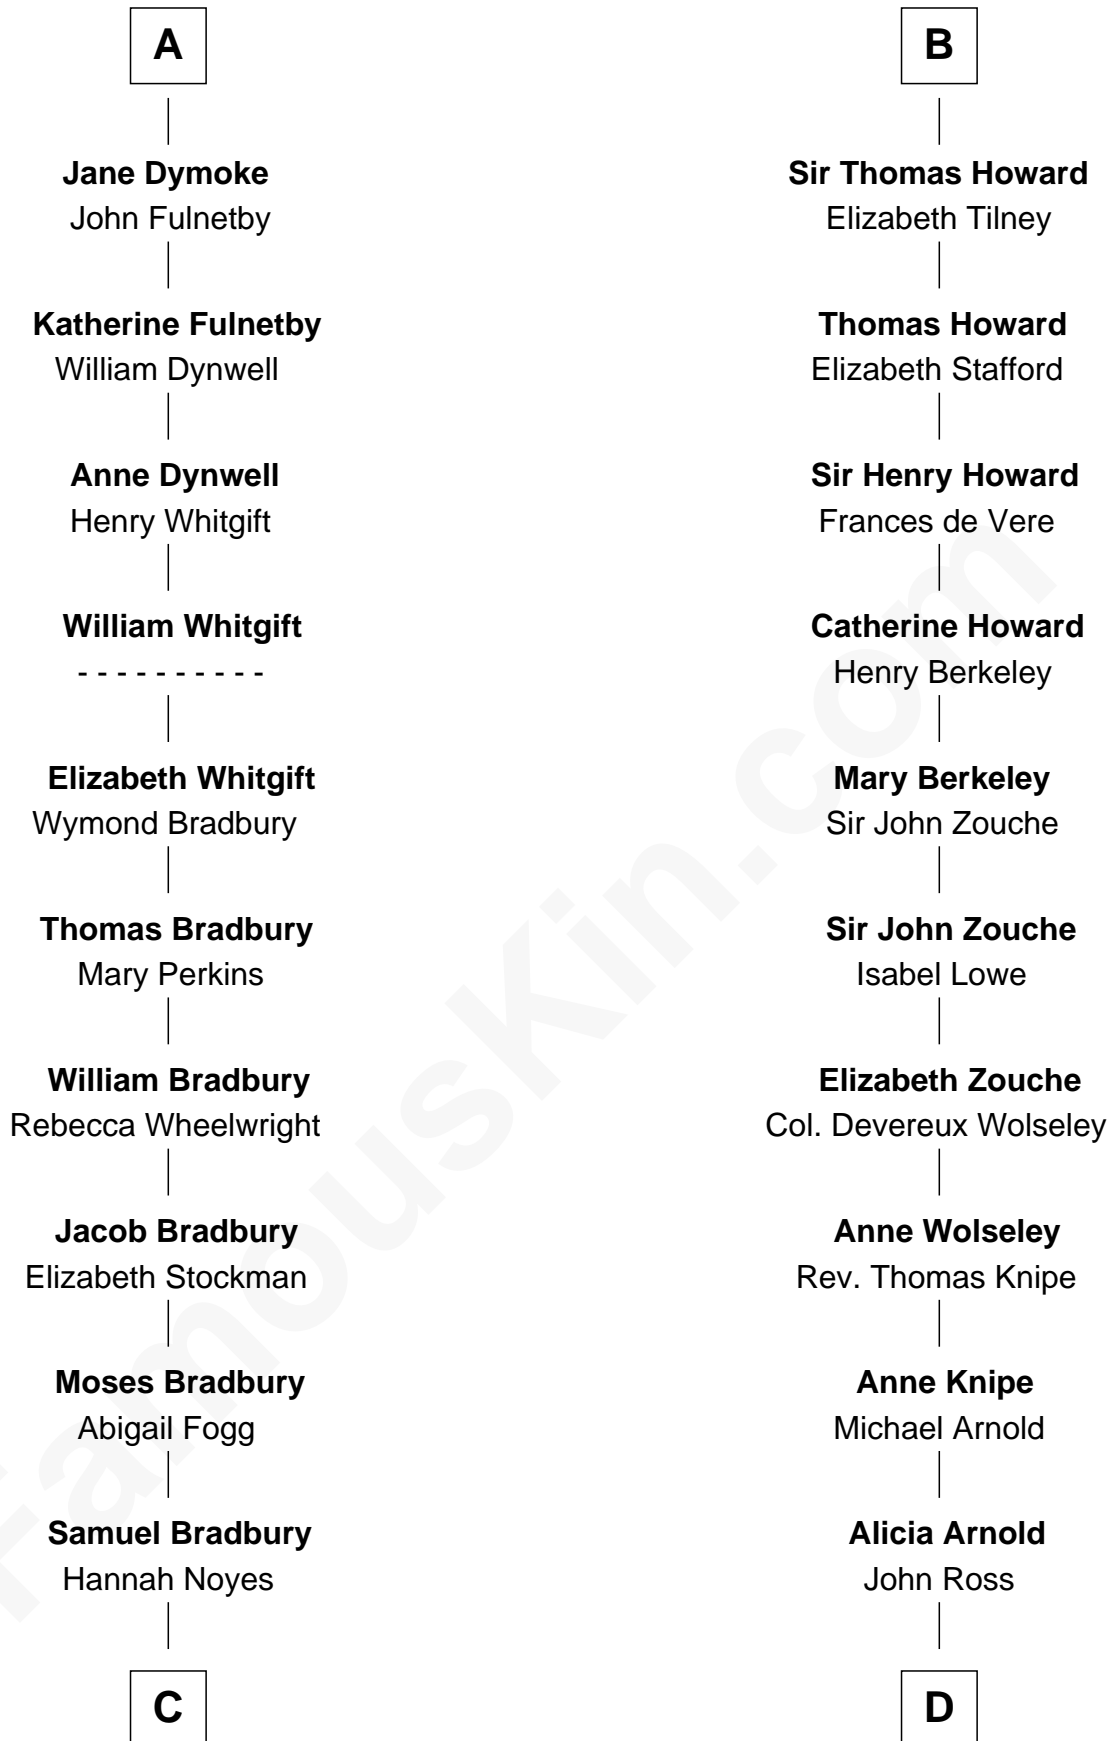 A
Jane Dymoke
John Fulnetby
Katherine Fulnetby
William Dynwell
Anne Dynwell
Henry Whitgift
William Whitgift
- - - - - - - - - -
Elizabeth Whitgift
Wymond Bradbury
Thomas Bradbury
Mary Perkins
William Bradbury
Rebecca Wheelwright
Jacob Bradbury
Elizabeth Stockman
Moses Bradbury
Abigail Fogg
Samuel Bradbury
Hannah Noyes
C
B
Sir Thomas Howard
Elizabeth Tilney
Thomas Howard
Elizabeth Stafford
Sir Henry Howard
Frances de Vere
Catherine Howard
Henry Berkeley
Mary Berkeley
Sir John Zouche
Sir John Zouche
Isabel Lowe
Elizabeth Zouche
Col. Devereux Wolseley
Anne Wolseley
Rev. Thomas Knipe
Anne Knipe
Michael Arnold
Alicia Arnold
John Ross
D
FamousKin.com